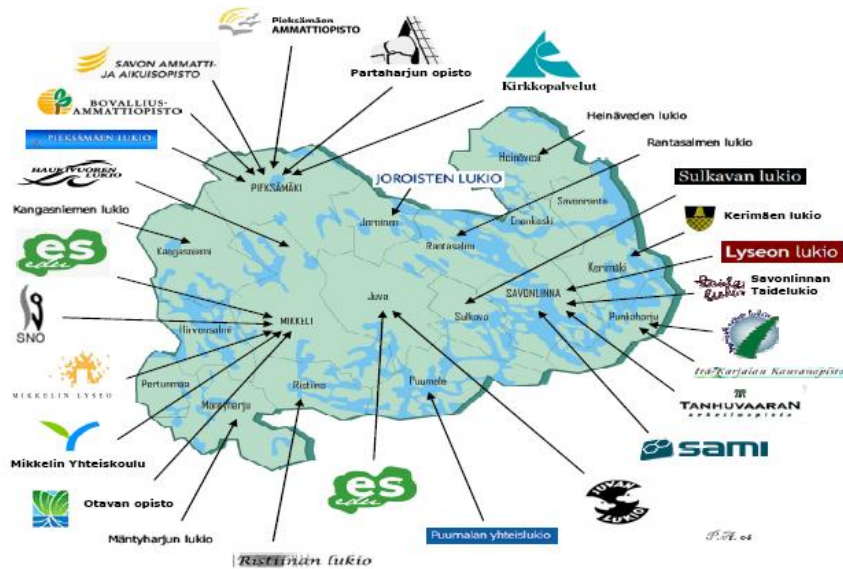 Pieksämäen
AMMATTIOPISTO
SAVON AMMATTI-
JA AIKUISOPISTO
Partaharjun opisto
Kirkkopalvelut
BOVALLIUS-
AMMATTIOPISTO
PIEKSÄMÄEN LUKIO
HAUKIVUOREN
LUKIO
Kangasniemen lukio
es
edu
SNO
MIKKELIN LYSEO
Mikkelin Yhteiskoulu
Otavan opisto
Mäntyharjun lukio
Ristiinan lukio
es
edu
Puumalan yhteislukio
JUVAN
LUKIO
sami
TANHUVAARAN
urheiluopisto
Itä-Karjalan Kansanopisto
Savonlinnan
Taidelukio
Lyseon lukio
Kerimäen lukio
Sulkavan lukio
Rantasalmen lukio
Heinäveden lukio
JOROISTEN LUKIO
PIEKSÄMÄKI
Heinävesi
Savonranta
Enonkoski
Joroinen
Rantasalmi
Kangasniemi
Kerimäki
SAVONLINNA
Juva
Sulkava
Punkaharju
MIKKELI
Hirvensalmi
Pertunmaa
Ristiina
Puumala
Mäntyharju
P.A. 04